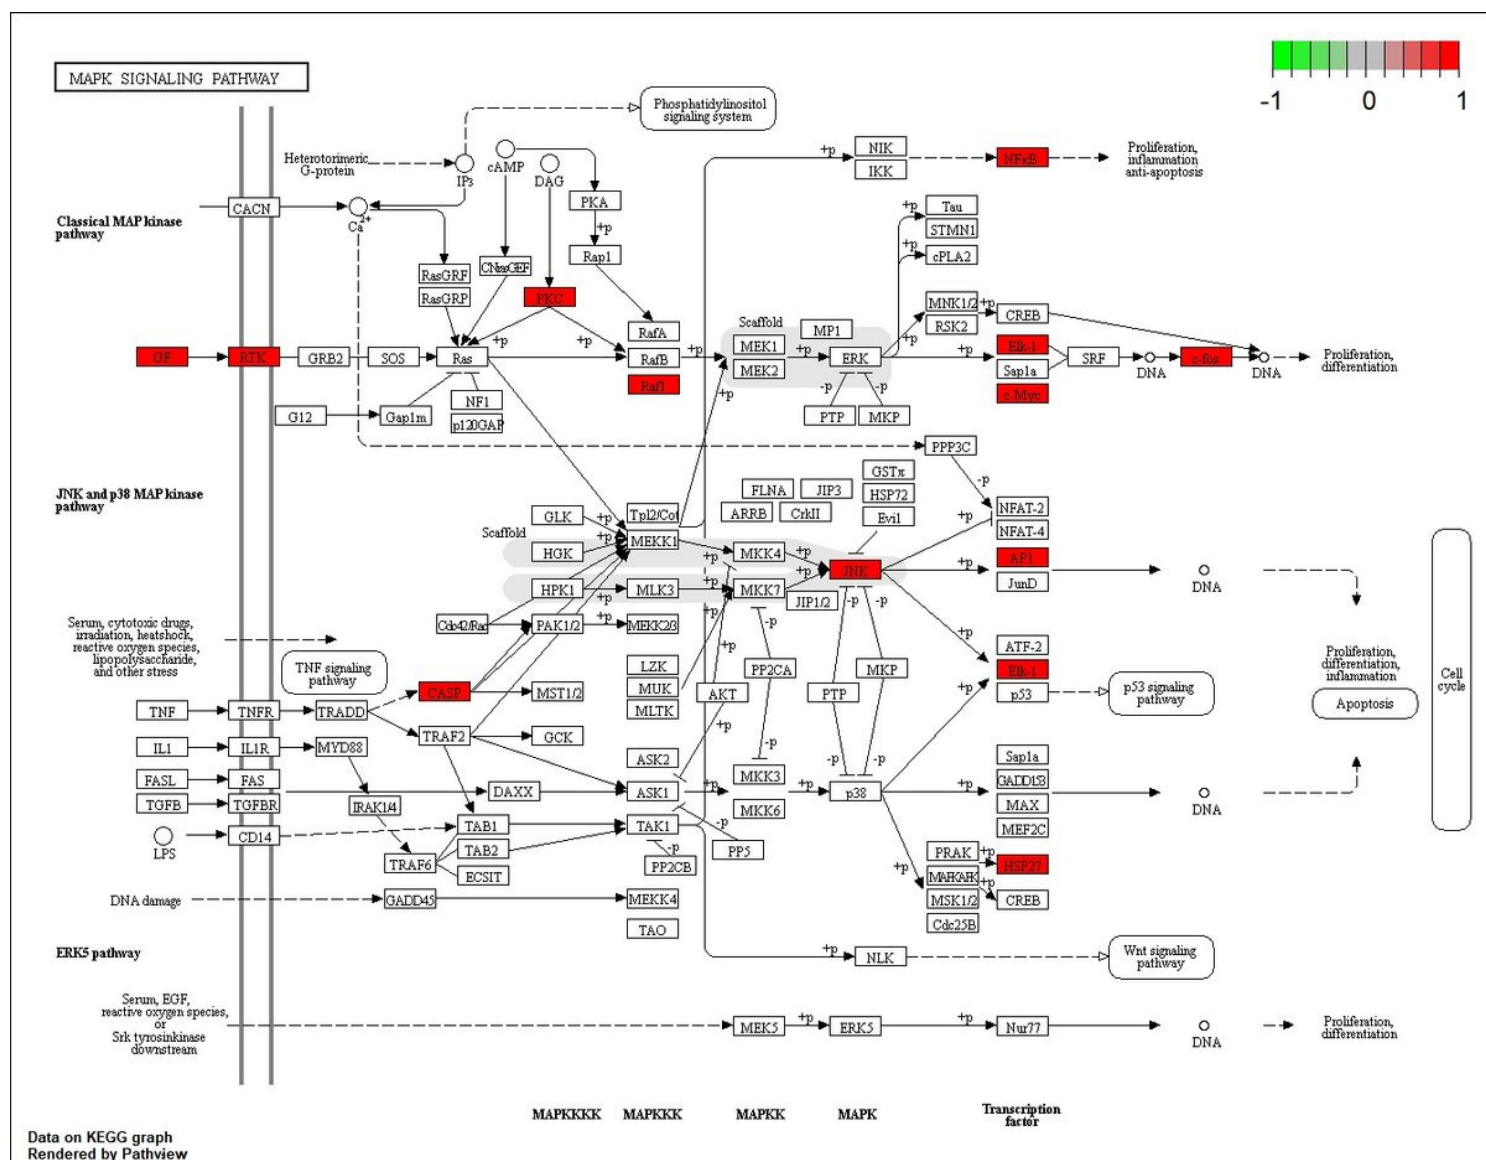 MAPK SIGNALING PATHWAY
-1 0 1
Phosphatidylinositol
signaling system
Heterotorimeric
G-protein
IP3
cAMP
DAG
NIK
IKK
NFκB
Proliferation,
inflammation
anti-apoptosis
+p
Classical MAP kinase
pathway
CACN
Ca2+
PKA
+p
Tau
STMN1
+p
RasGRF
RasGRP
CNrasGEF
Rap1
cPLA2
+p
PKC
RafA
Scaffold
MP1
MNK1/2
RSK2
+p
CREB
GF
RTK
GRB2
SOS
+p
Ras
+p
RafB
Raf1
+p
MEK1
MEK2
+p
ERK
+p
+p
Elk-1
Sap1a
c-Myc
SRF
DNA
c-fos
DNA
Proliferation,
differentiation
G12
Gap1m
NF1
p120GAP
+p
-p
-p
PTP
MKP
PPP3C
-p
JNK and p38 MAP kinase
pathway
Scaffold
GLK
HGK
HPK1
+p
+p
+p
Tpl2/Cot
MEKK1
FLNA
JIP3
ARRB
CrkII
GSTπ
HSP72
Evi1
+p
NFAT-2
NFAT-4
+p
MKK4
+p
JNK
+p
AP1
JunD
DNA
MLK3
+p
+p
MKK7
+p
JIP1/2
-p
-p
Cdc42/Rac
PAK1/2
+p
MEKK2/3
+p
-p
+p
Serum, cytotoxic drugs,
irradiation, heatshock,
reactive oxygen species,
lipopolysaccharide,
and other stress
TNF signaling
pathway
CASP
MST1/2
LZK
MUK
MLTK
AKT
PP2CA
PTP
MKP
ATF-2
Elk-1
p53
+p
p53 signaling
pathway
Proliferation,
differentiation,
inflammation
Apoptosis
Cell
cycle
TNF
TNFR
TRADD
TRAF2
GCK
+p
-p
-p
-p
IL1
IL1R
MYD88
ASK2
MKK3
MKK6
FASL
FAS
DAXX
ASK1
+p
+p
p38
+p
Sap1a
GADD153
MAX
MEF2C
DNA
TGFB
TGFBR
IRAK1/4
LPS
CD14
TAB1
TAB2
ECSIT
TRAF6
+p
TAK1
-p
-p
PP5
PP2CB
+p
PRAK
MAPKAPK
MSK1/2
Cdc25B
+p
+p
HSP27
CREB
DNA damage
GADD45
MEKK4
TAO
ERK5 pathway
+p
NLK
Wnt signaling
pathway
Serum, EGF,
reactive oxygen species,
or
Srk tyrosinkinase
downstream
MEK5
+p
ERK5
+p
Nur77
DNA
Proliferation,
differentiation
MAPKKKK
MAPKKK
MAPKK
MAPK
Transcription
factor
Data on KEGG graph
Rendered by Pathview